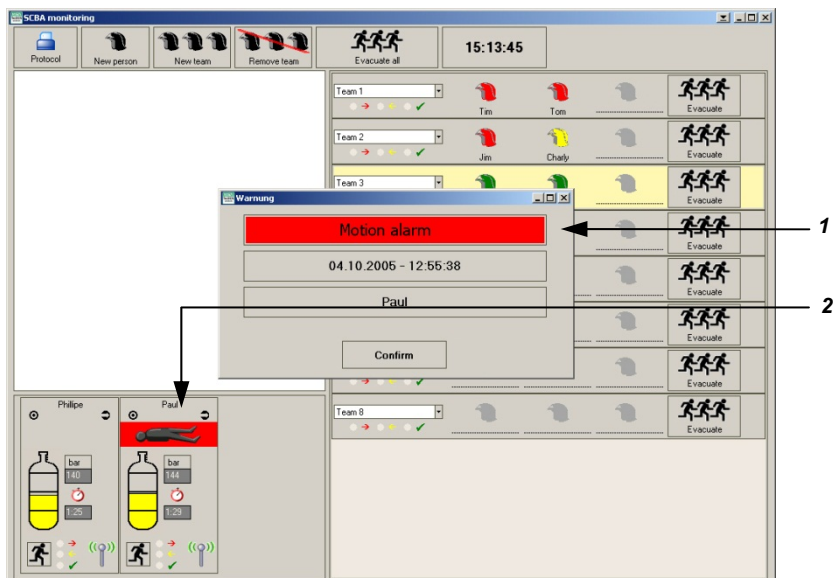 SCBA monitoring
Protocol
New person
New team
Remove team
Evacuate all
15:13:45
Team 1
Tim
Tom
Evacuate
Team 2
Jim
Charly
Evacuate
Team 3
Evacuate
Warnung
Motion alarm
04.10.2005 - 12:55:38
Paul
Confirm
1
2
Evacuate
Evacuate
Evacuate
Evacuate
Team 8
Evacuate
Philipe
bar
140
1:25
Paul
bar
144
1:29